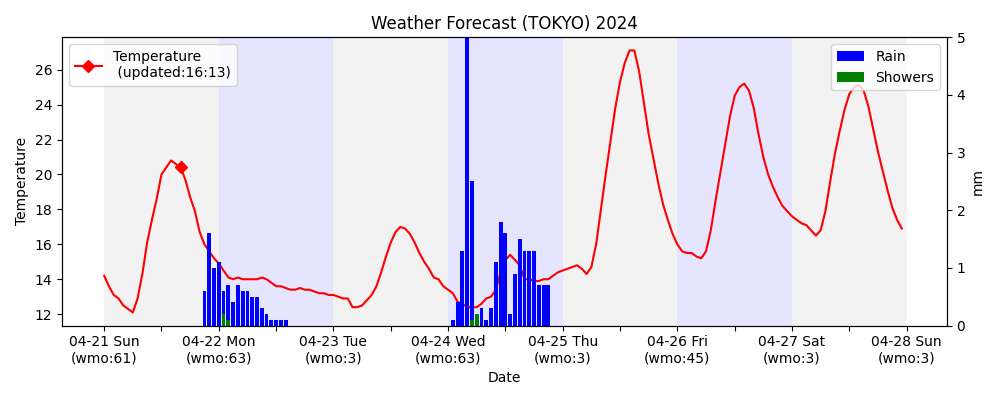 Weather Forecast (TOKYO) 2024
Temperature
(updated:16:13)
Rain
Showers
Temperature
26
24
22
20
18
16
14
12
5
4
3
2
1
0
mm
04-21 Sun
(wmo:61)
04-22 Mon
(wmo:63)
04-23 Tue
(wmo:3)
04-24 Wed
(wmo:63)
04-25 Thu
(wmo:3)
04-26 Fri
(wmo:45)
04-27 Sat
(wmo:3)
04-28 Sun
(wmo:3)
Date